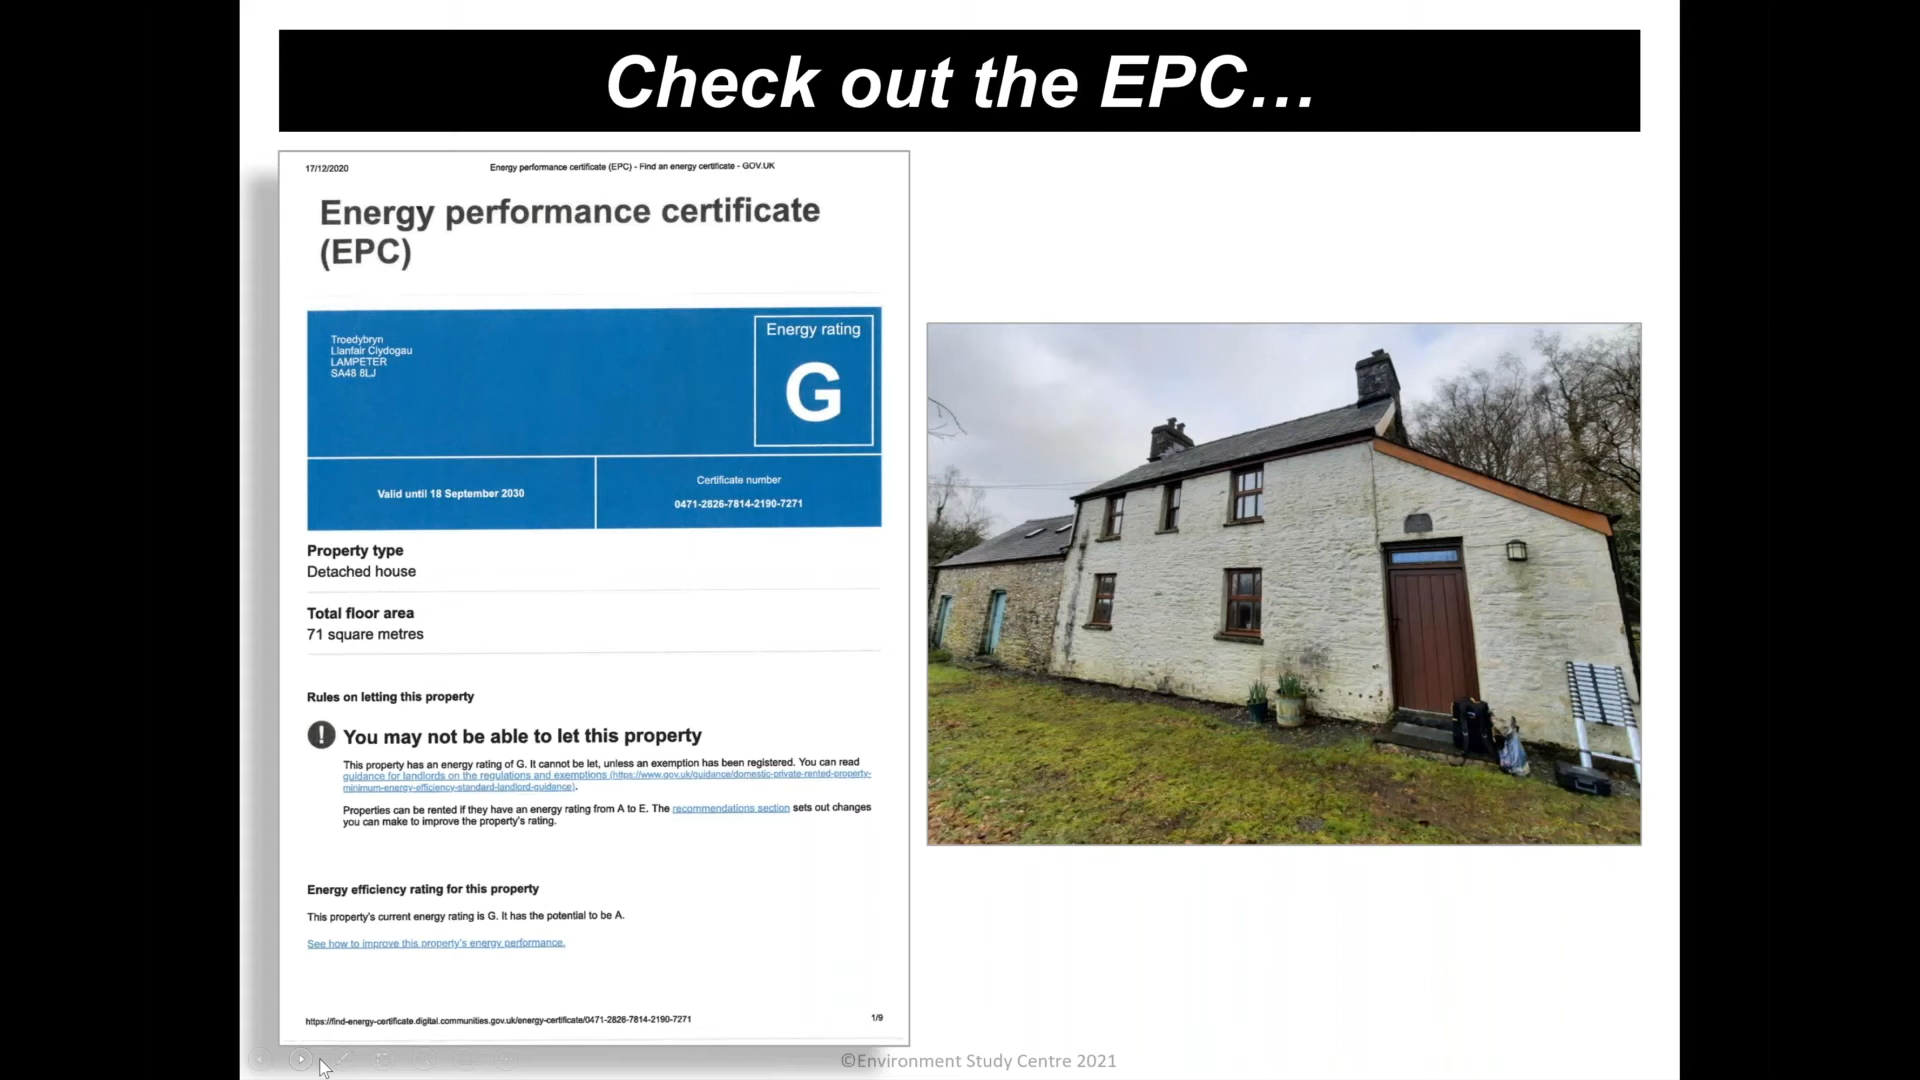 Check out the EPC...
17/12/2020
Energy performance certificate (EPC) - Find an energy certificate - GOV.UK
Energy performance certificate
(EPC)
Troedybryn
Llanfair Clydogau
LAMPETER
SA48 8LJ
Energy rating
G
Valid until 18 September 2030
Certificate number
0471-2826-7814-2190-7271
Property type
Detached house
Total floor area
71 square metres
Rules on letting this property
You may not be able to let this property
This property has an energy rating of G. It cannot be let, unless an exemption has been registered. You can read
guidance for landlords on the regulations and exemptions (https://www.gov.uk/guidance/domestic-private-rented-property-
minimum-energy-efficiency-standard-landlord-guidance).
Properties can be rented if they have an energy rating from A to E. The recommendations section sets out changes
you can make to improve the property's rating.
Energy efficiency rating for this property
This property's current energy rating is G. It has the potential to be A.
See how to improve this property's energy performance.
https://find-energy-certificate.digital.communities.gov.uk/energy-certificate/0471-2826-7814-2190-7271
1/9
©Environment Study Centre 2021